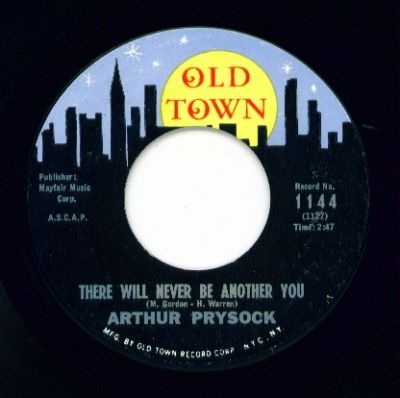 OLD
TOWN
Publisher:
Mayfair Music
Corp.
A.S.C.A.P.
Record No.
1144
(1127)
Time: 2:47
THERE WILL NEVER BE ANOTHER YOU
(M. Gordon - H. Warren)
ARTHUR PRYSOCK
MFG. BY OLD TOWN RECORD CORP. N.Y.C., N.Y.